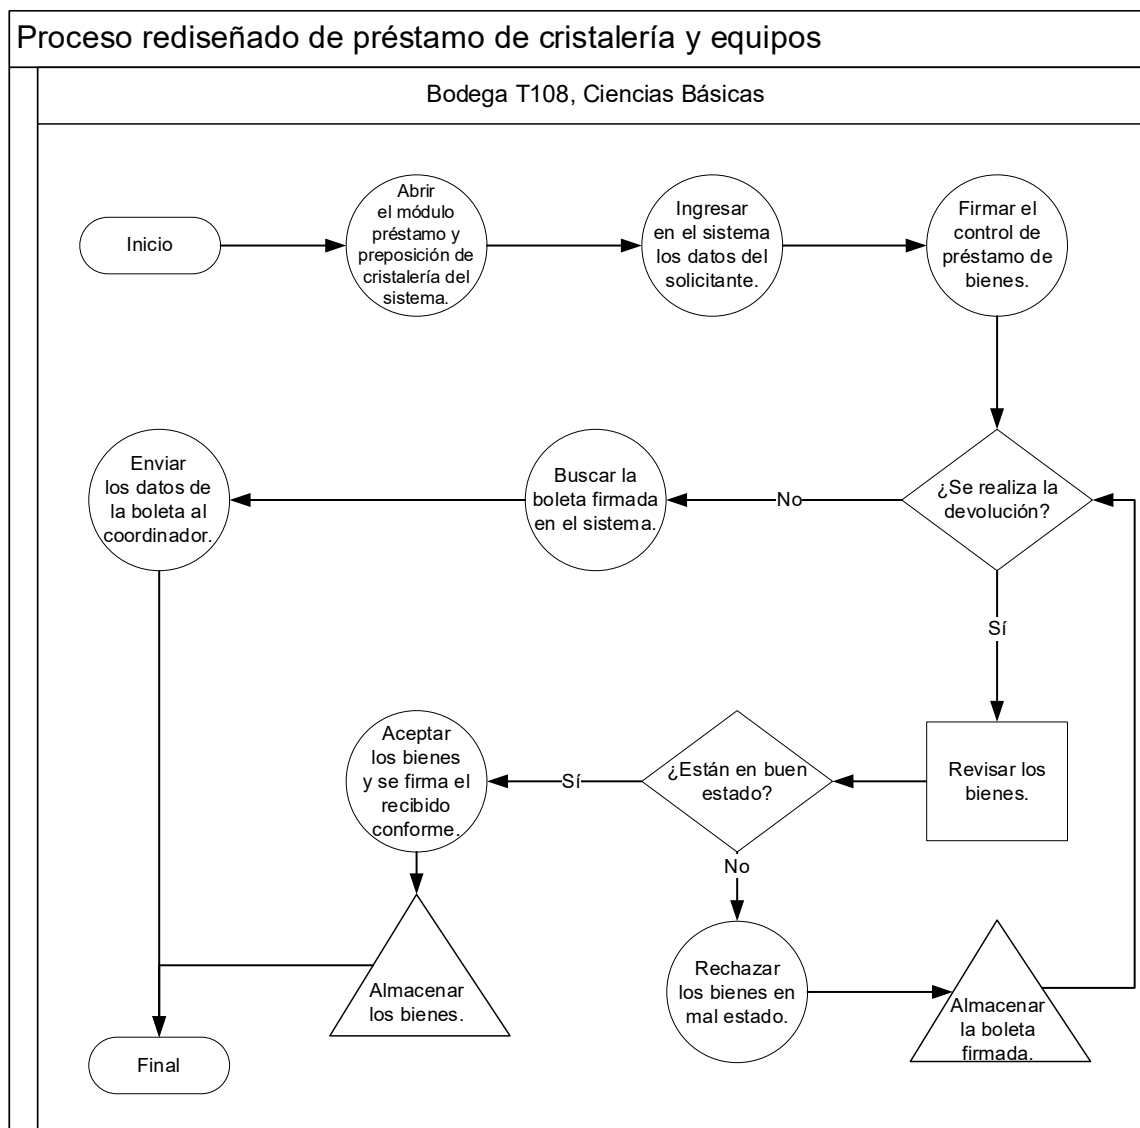 Proceso rediseñado de préstamo de cristalería y equipos
Bodega T108, Ciencias Básicas
Inicio
Abrir
el módulo
préstamo y
preposición de
cristalería del
sistema.
Ingresar
en el sistema
los datos del
solicitante.
Firmar el
control de
préstamo de
bienes.
Enviar
los datos de
la boleta al
coordinador.
Buscar la
boleta firmada
en el sistema.
No
¿Se realiza la
devolución?
Sí
Aceptar
los bienes
y se firma el
recibido
conforme.
Sí
¿Están en buen
estado?
Revisar los
bienes.
No
Almacenar
los bienes.
Rechazar
los bienes en
mal estado.
Almacenar
la boleta
firmada.
Final